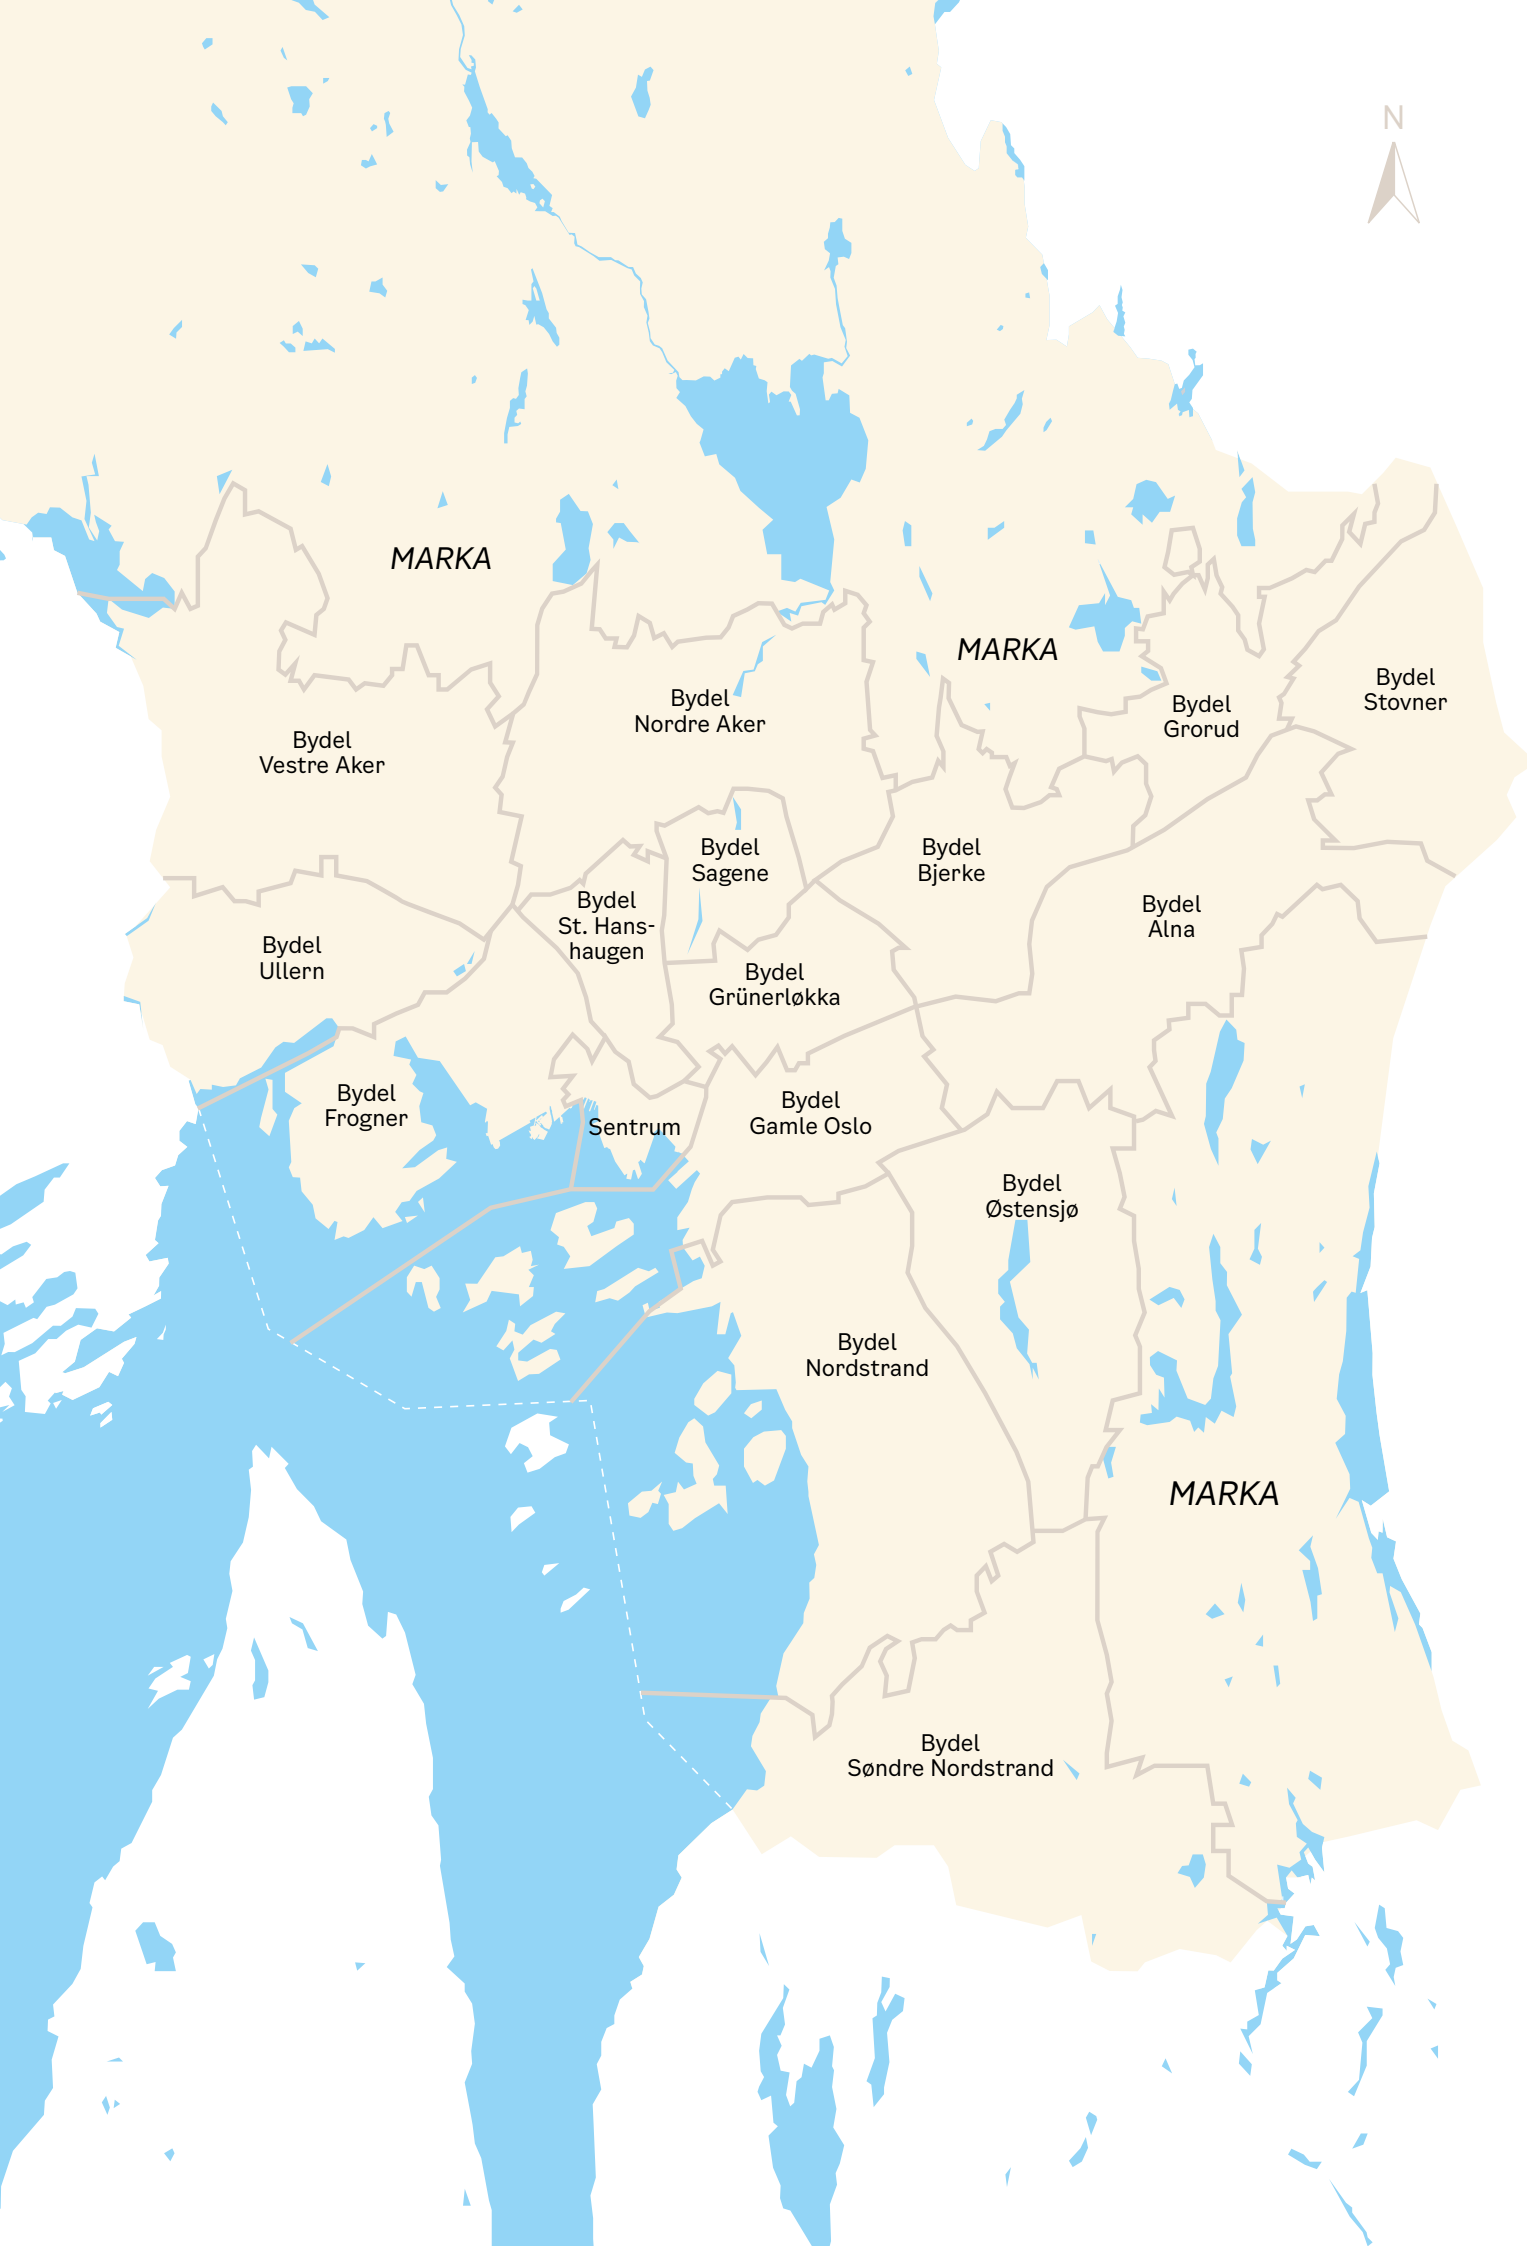 N
MARKA
MARKA
Bydel
Stovner
Bydel
Nordre Aker
Bydel
Grorud
Bydel
Vestre Aker
Bydel
Sagene
Bydel
Bjerke
Bydel
St. Hans-
haugen
Bydel
Alna
Bydel
Ullern
Bydel
Grünerløkka
Bydel
Frogner
Sentrum
Bydel
Gamle Oslo
Bydel
Østensjø
Bydel
Nordstrand
MARKA
Bydel
Søndre Nordstrand